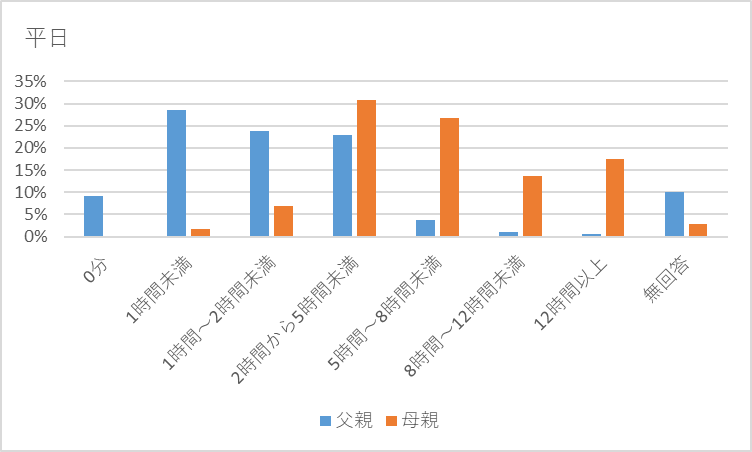 平日
35%
30%
25%
20%
15%
10%
5%
0%
0分
1時間未満
1時間～2時間未満
2時間から5時間未満
5時間～8時間未満
8時間～12時間未満
12時間以上
無回答
父親 母親